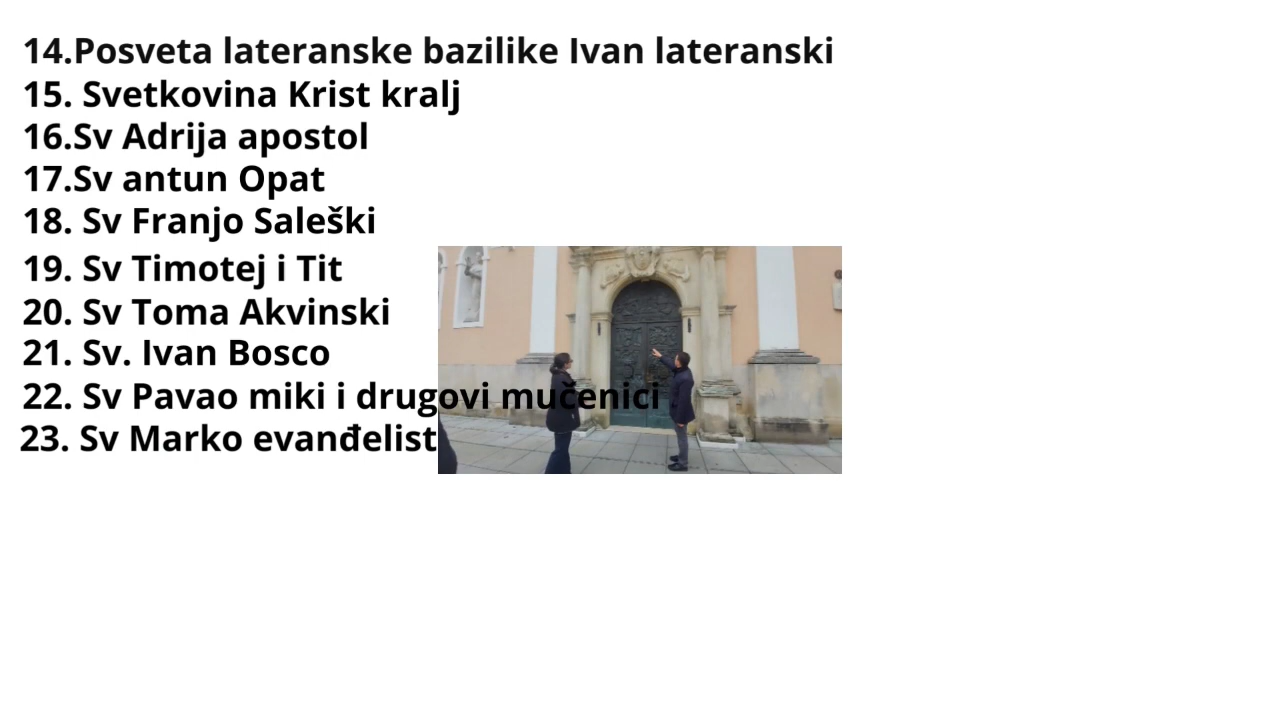 14.Posveta lateranske bazilike Ivan lateranski
15. Svetkovina Krist kralj
16.Sv Adrija apostol
17.Sv antun Opat
18. Sv Franjo Saleški
19. Sv Timotej i Tit
20. Sv Toma Akvinski
21. Sv. Ivan Bosco
22. Sv Pavao miki i drugovi mučenici
23. Sv Marko evanđelist